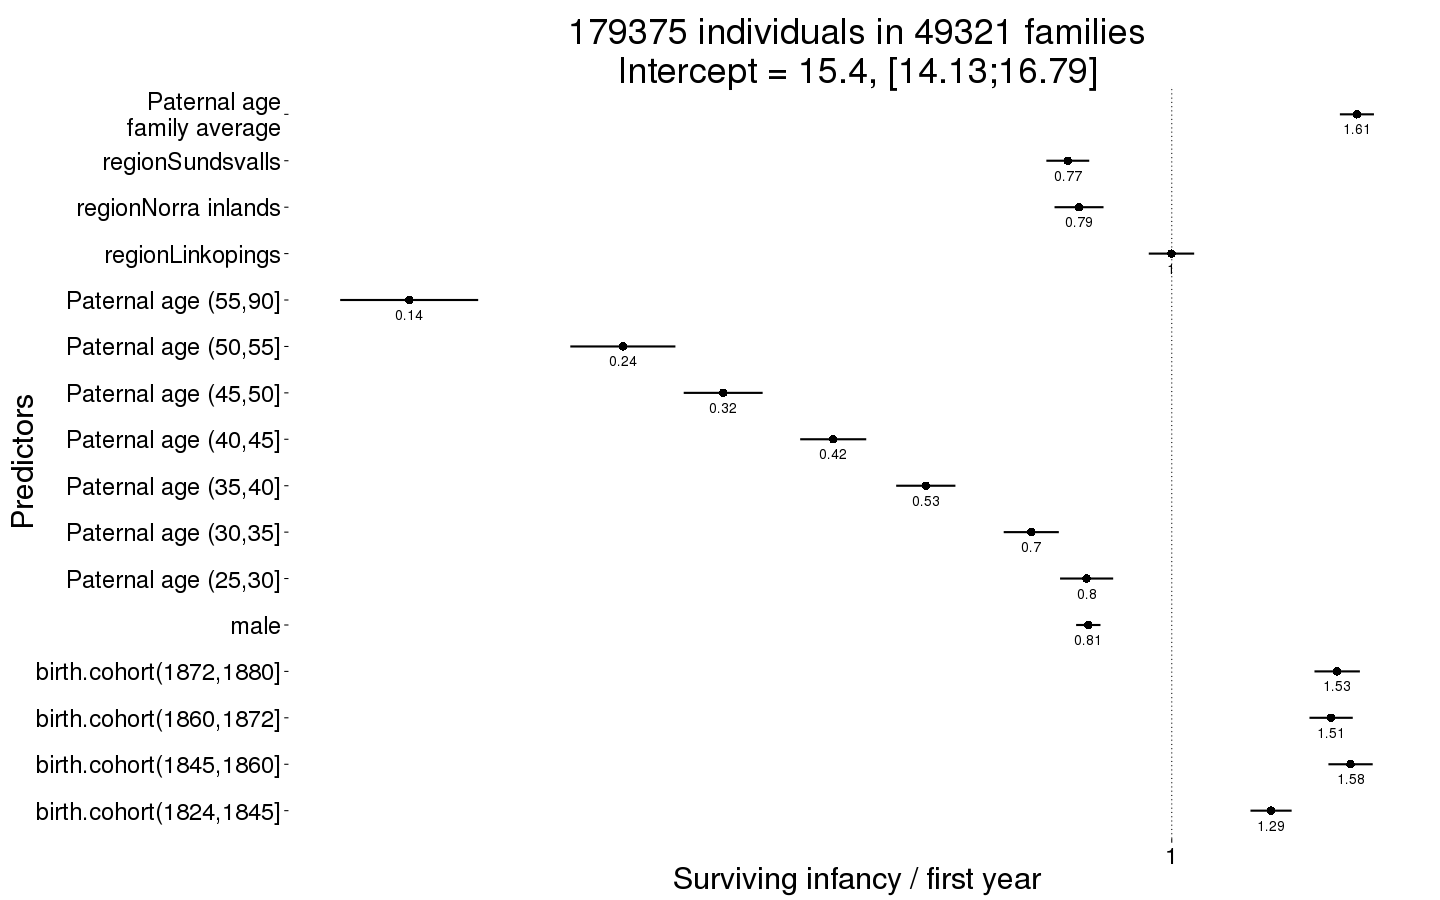 179375 individuals in 49321 families
Intercept = 15.4, [14.13;16.79]
Paternal age
family average
1.61
regionSundsvalls
0.77
regionNorra inlands
0.79
regionLinkopings
1
Paternal age (55,90]
0.14
Paternal age (50,55]
0.24
Paternal age (45,50]
0.32
Paternal age (40,45]
0.42
Paternal age (35,40]
0.53
Paternal age (30,35]
0.7
Paternal age (25,30]
0.8
male
0.81
birth.cohort(1872,1880]
1.53
birth.cohort(1860,1872]
1.51
birth.cohort(1845,1860]
1.58
birth.cohort(1824,1845]
1.29
Predictors
1
Surviving infancy / first year